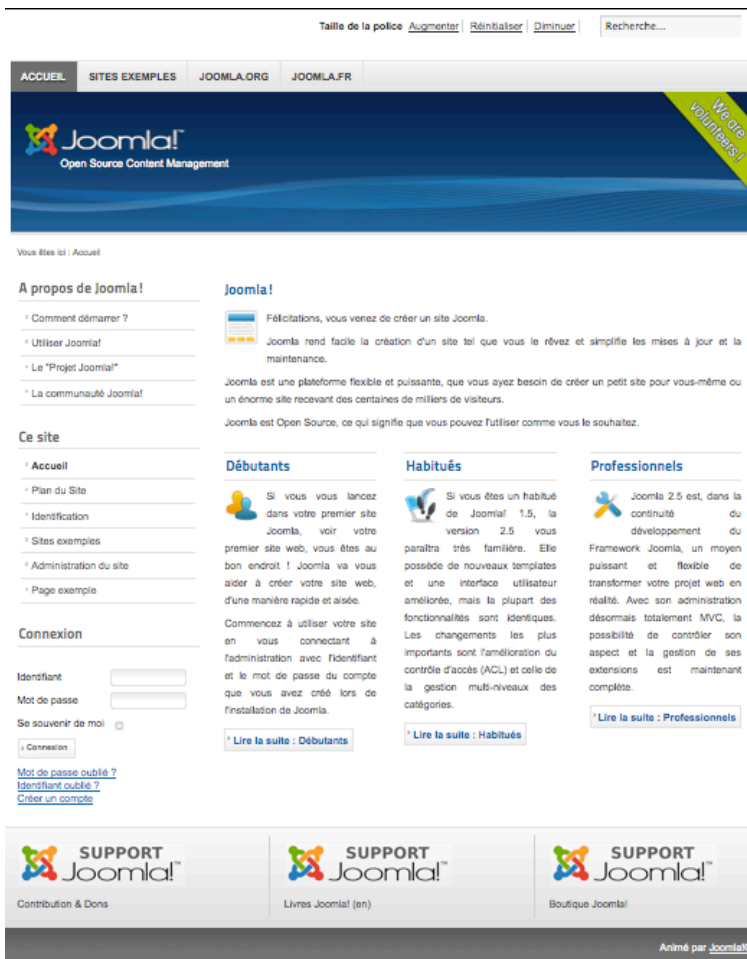 Taille de la police Augmenter Réinitialiser Diminuer Recherche...
ACCUEIL SITES EXEMPLES JOOMLA.ORG JOOMLA.FR
We are
volunteers !
Joomla!™
Open Source Content Management
Vous êtes ici : Accueil
A propos de Joomla!
Comment démarrer ?
Utiliser Joomla!
Le "Projet Joomla!"
La communauté Joomla!
Ce site
Accueil
Plan du Site
Identification
Sites exemples
Administration du site
Page exemple
Connexion
Identifiant
Mot de passe
Se souvenir de moi
Connexion
Mot de passe oublié ?
Identifiant oublié ?
Créer un compte
Joomla!
Félicitations, vous venez de créer un site Joomla.
Joomla rend facile la création d'un site tel que vous le rêvez et simplifie les mises à jour et la
maintenance.
Joomla est une plateforme flexible et puissante, que vous ayez besoin de créer un petit site pour vous-même ou
un énorme site recevant des centaines de milliers de visiteurs.
Joomla est Open Source, ce qui signifie que vous pouvez l'utiliser comme vous le souhaitez.
Débutants
Si vous vous lancez
dans votre premier site
Joomla, voir votre
premier site web, vous êtes au
bon endroit ! Joomla va vous
aider à créer votre site web,
d'une manière rapide et aisée.
Commencez à utiliser votre site
en vous connectant à
l'administration avec l'identifiant
et le mot de passe du compte
que vous avez créé lors de
l'installation de Joomla.
Lire la suite : Débutants
Habitués
Si vous êtes un habitué
de Joomla! 1.5, la
version 2.5 vous
paraîtra très familière. Elle
possède de nouveaux templates
et une interface utilisateur
améliorée, mais la plupart des
fonctionnalités sont identiques.
Les changements les plus
importants sont l'amélioration du
contrôle d'accès (ACL) et celle de
la gestion multi-niveaux des
catégories.
Lire la suite : Habitués
Professionnels
Joomla 2.5 est, dans la
continuité du
développement du
Framework Joomla, un moyen
puissant et flexible de
transformer votre projet web en
réalité. Avec son administration
désormais totalement MVC, la
possibilité de contrôler son
aspect et la gestion de ses
extensions est maintenant
complète.
Lire la suite : Professionnels
SUPPORT
Joomla!™
Contribution & Dons
SUPPORT
Joomla!™
Livres Joomla! (en)
SUPPORT
Joomla!™
Boutique Joomla!
Animé par Joomla!®